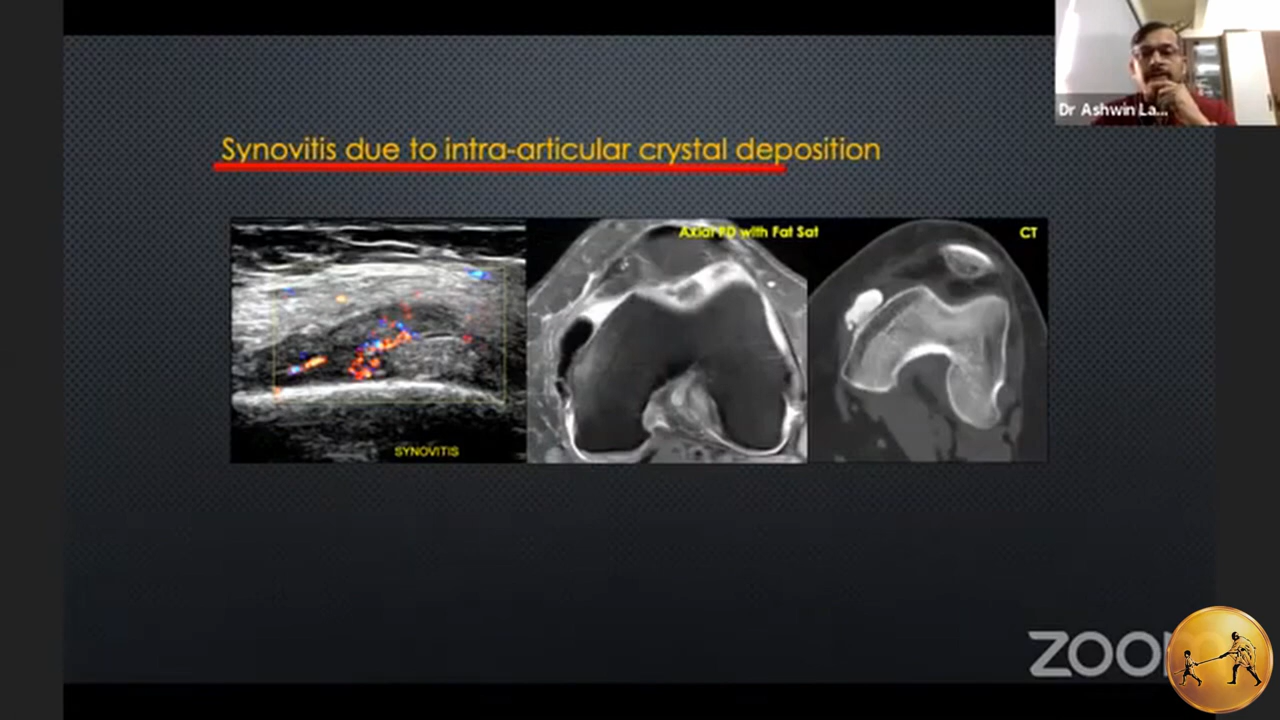 Dr Ashwin La...
Synovitis due to intra-articular crystal deposition
Axial PD with Fat Sat
CT
SYNOVITIS
ZOOM